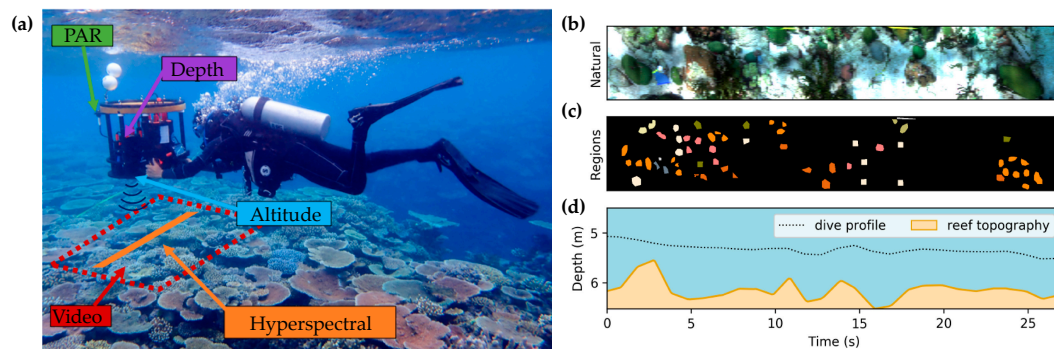 (a)
PAR
Depth
Altitude
Video
Hyperspectral
(b)
Natural
(c)
Regions
(d)
dive profile
reef topography
Depth (m)
5
6
0
5
10
15
20
25
Time (s)